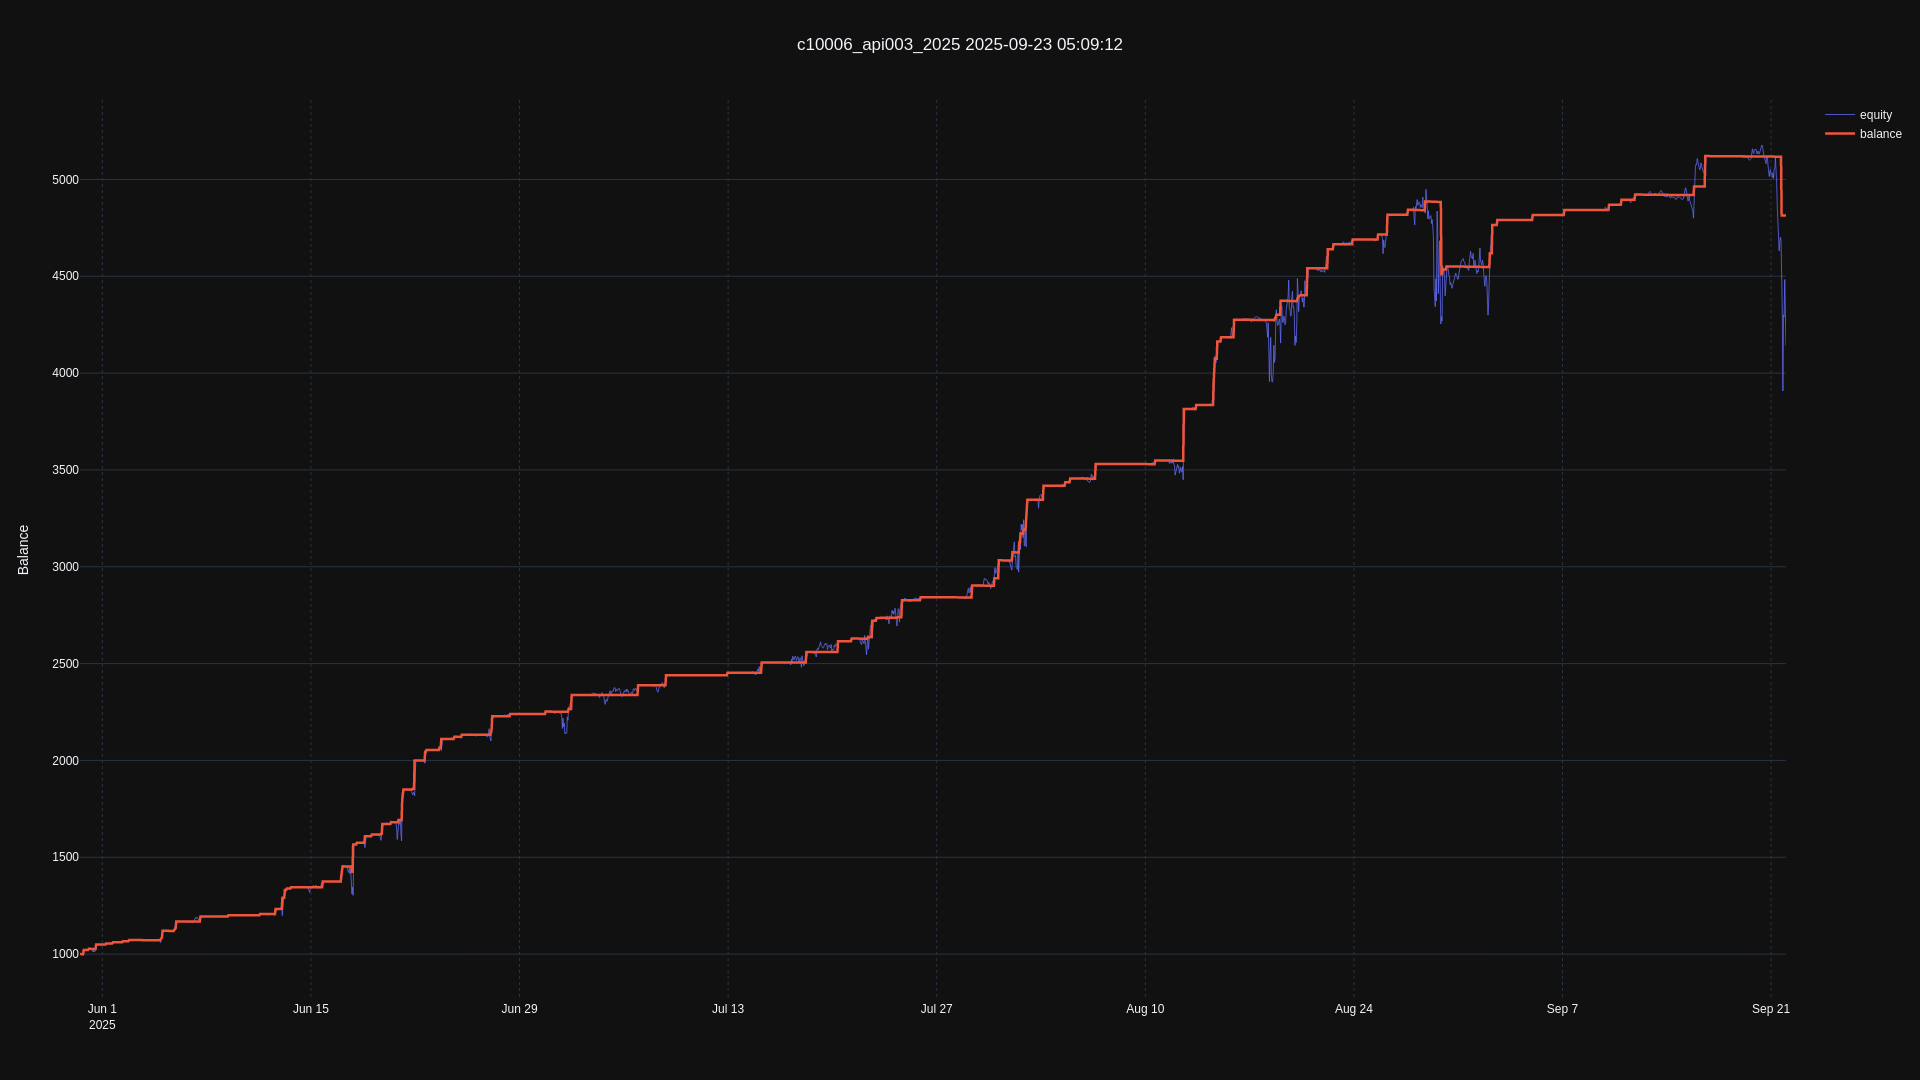 c10006_api003_2025 2025-09-23 05:09:12
equity
balance
Balance
5000
4500
4000
3500
3000
2500
2000
1500
1000
Jun 1
2025
Jun 15
Jun 29
Jul 13
Jul 27
Aug 10
Aug 24
Sep 7
Sep 21